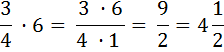 3/4 · 6 = (3 · 6)/(4 · 1) = 9/2 = 4 1/2